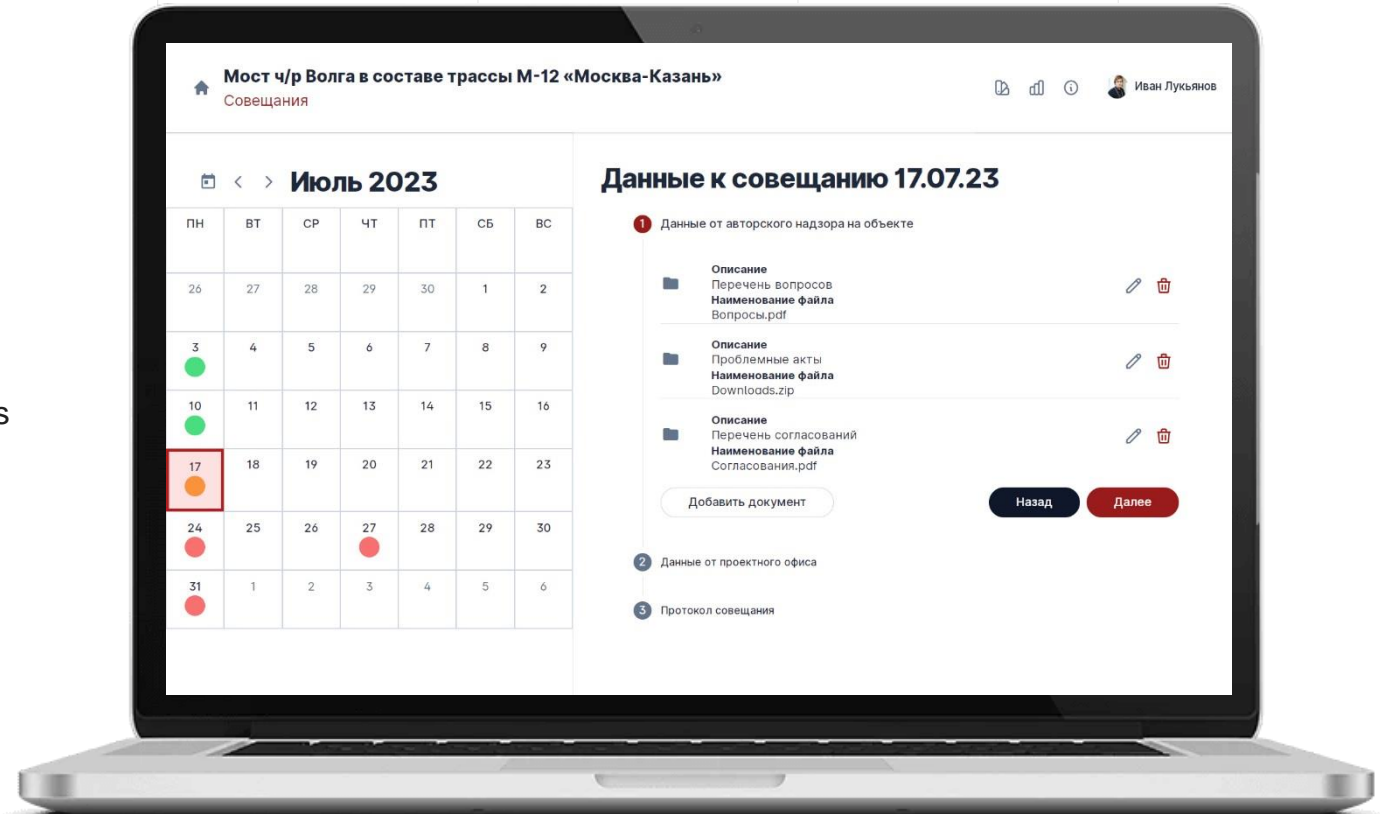 Мост ч/р Волга в составе трассы М-12 «Москва-Казань»
Совещания
Иван Лукьянов
Июль 2023
ПН ВТ СР ЧТ ПТ СБ ВС
26 27 28 29 30 1 2
3 4 5 6 7 8 9
10 11 12 13 14 15 16
17 18 19 20 21 22 23
24 25 26 27 28 29 30
31 1 2 3 4 5 6
Данные к совещанию 17.07.23
1 Данные от авторского надзора на объекте
Описание
Перечень вопросов
Наименование файла
Вопросы.pdf
Описание
Проблемные акты
Наименование файла
Downloads.zip
Описание
Перечень согласований
Наименование файла
Согласования.pdf
Добавить документ
Назад
Далее
2 Данные от проектного офиса
3 Протокол совещания
s